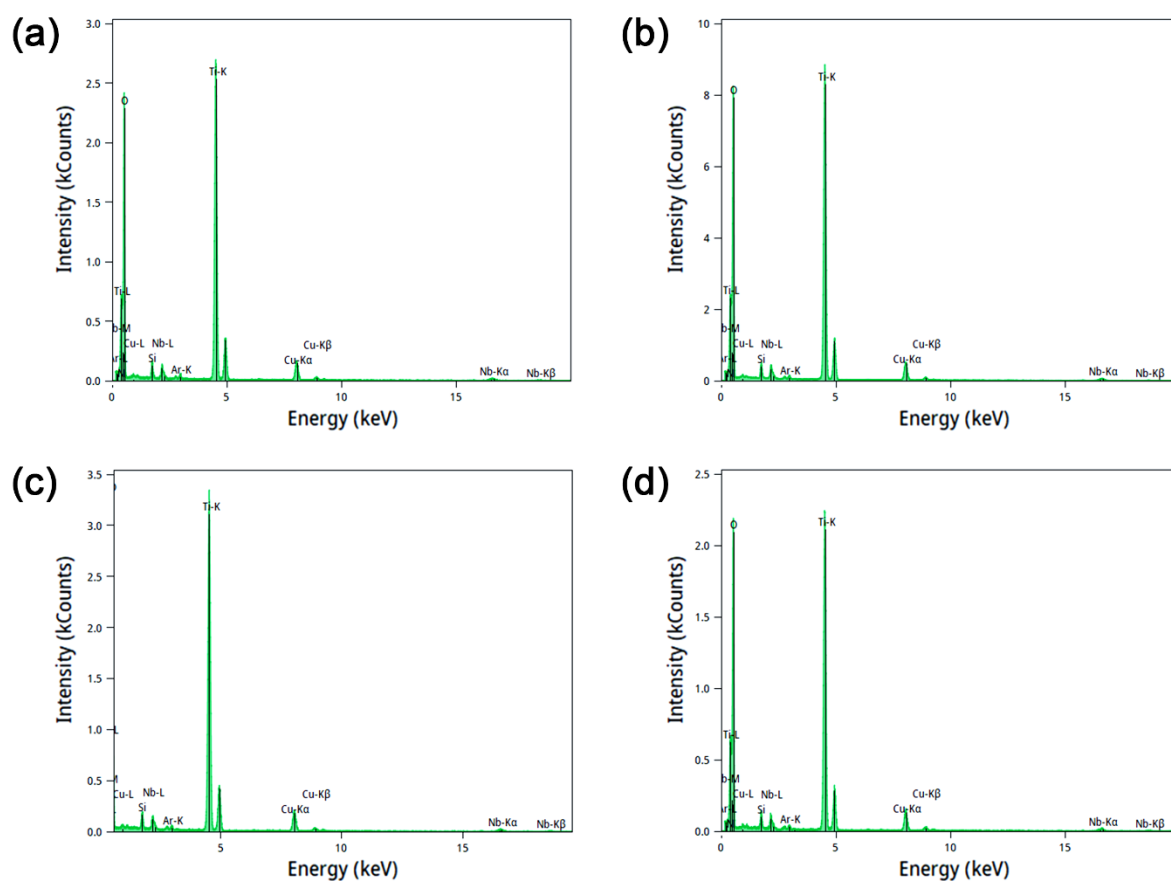 (a)
3.0
2.5
2.0
1.5
1.0
0.5
0.0
Intensity (kCounts)
O
Ti-K
Ti-L
b-M
Cu-L
Nb-L
Si
Ar-K
Cu-Kβ
Cu-Kα
Nb-Kα
Nb-Kβ
0
5
10
15
Energy (keV)
(b)
10
8
6
4
2
0
Intensity (kCounts)
O
Ti-K
Ti-L
b-M
Cu-L
Nb-L
Si
Ar-K
Cu-Kβ
Cu-Kα
Nb-Kα
Nb-Kβ
0
5
10
15
Energy (keV)
(c)
3.5
3.0
2.5
2.0
1.5
1.0
0.5
0.0
Intensity (kCounts)
Ti-K
Cu-L
Nb-L
Si
Ar-K
Cu-Kβ
Cu-Kα
Nb-Kα
Nb-Kβ
5
10
15
Energy (keV)
(d)
2.5
2.0
1.5
1.0
0.5
0.0
Intensity (kCounts)
O
Ti-K
Ti-L
b-M
Cu-L
Nb-L
Si
Ar-K
Cu-Kβ
Cu-Kα
Nb-Kα
Nb-Kβ
0
5
10
15
Energy (keV)